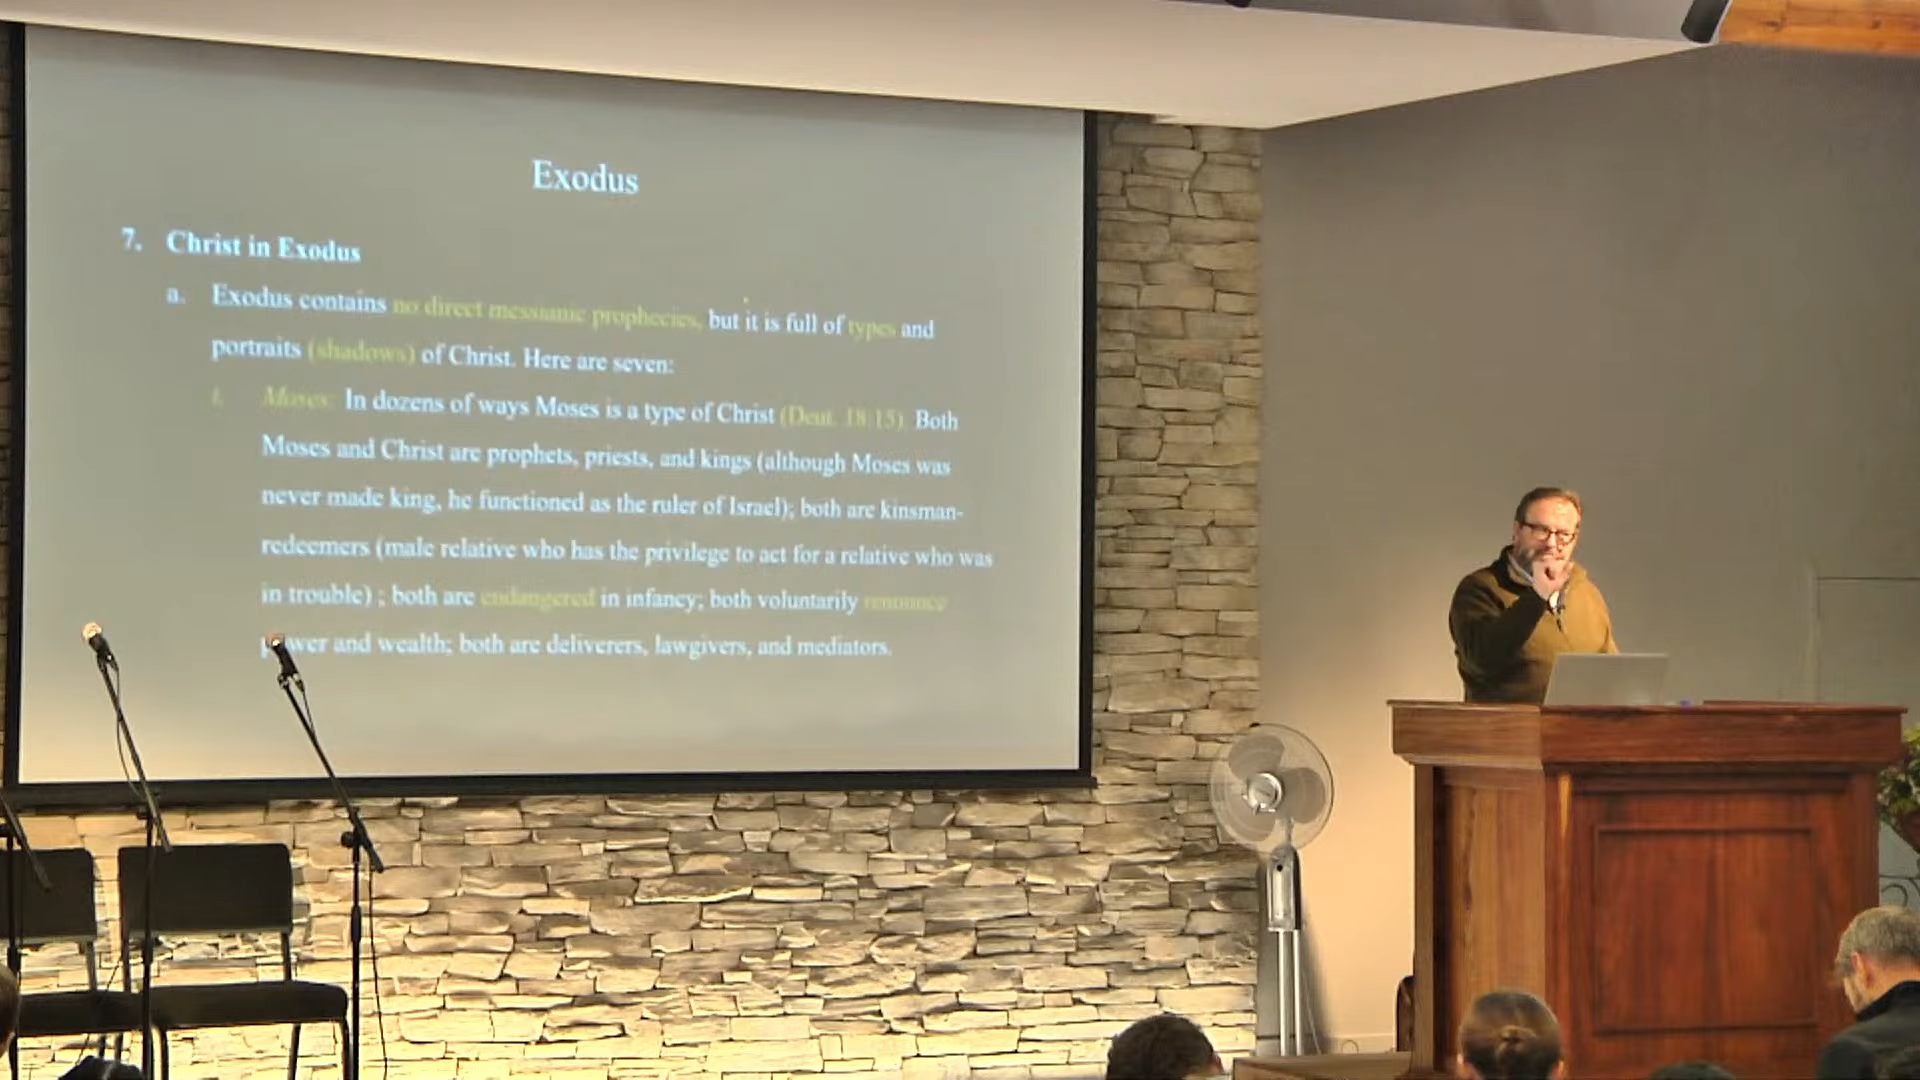 Exodus
7. Christ in Exodus
a. Exodus contains no direct messianic prophecies, but it is full of types and
portraits (shadows) of Christ. Here are seven:
i. Moses: In dozens of ways Moses is a type of Christ (Deut. 18:15). Both
Moses and Christ are prophets, priests, and kings (although Moses was
never made king, he functioned as the ruler of Israel); both are kinsman-
redeemers (male relative who has the privilege to act for a relative who was
in trouble) ; both are endangered in infancy; both voluntarily renounce
power and wealth; both are deliverers, lawgivers, and mediators.